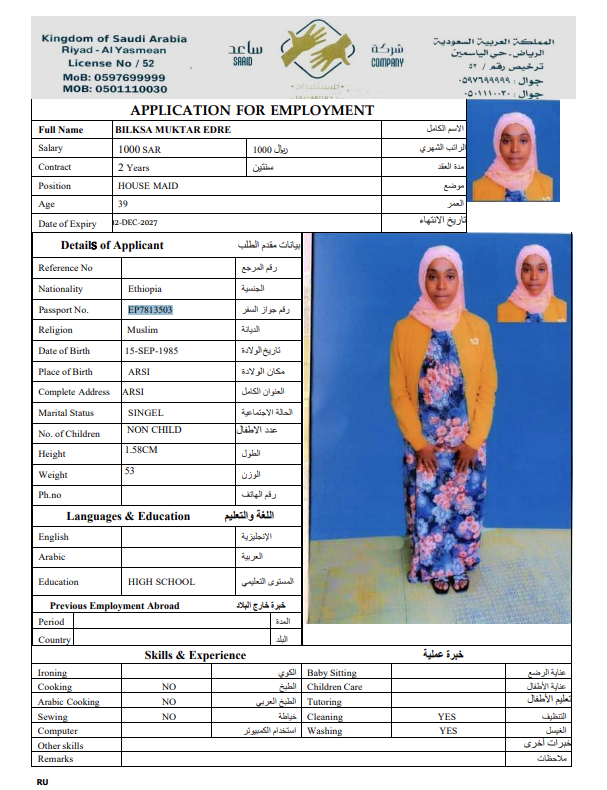 Kingdom of Saudi Arabia
Riyad - Al Yasmean
License No / 52
MoB: 0597699999
MOB: 0501110030
ساعد
SAAID
شركة
COMPANY
للاستقدام
المملكة العربية السعودية
الرياض - حي الياسمين
ترخيص رقم / ٥٢
جوال : ٠٥٩٧٦٩٩٩٩٩
جوال : ٠٥٠١١١٠٠٣٠
APPLICATION FOR EMPLOYMENT
Full Name BILKSA MUKTAR EDRE الاسم الكامل
Salary 1000 SAR 1000 ريال الراتب الشهري
Contract 2 Years سنتين مدة العقد
Position HOUSE MAID موضع
Age 39 العمر
Date of Expiry 12-DEC-2027 تاريخ الانتهاء
Details of Applicant بيانات مقدم الطلب
Reference No رقم المرجع
Nationality Ethiopia الجنسية
Passport No. EP7813503 رقم جواز السفر
Religion Muslim الديانة
Date of Birth 15-SEP-1985 تاريخ الولادة
Place of Birth ARSI مكان الولادة
Complete Address ARSI العنوان الكامل
Marital Status SINGEL الحالة الاجتماعية
No. of Children NON CHILD عدد الاطفال
Height 1.58CM الطول
Weight 53 الوزن
Ph.no رقم الهاتف
Languages & Education اللغة والتعليم
English الإنجليزية
Arabic العربية
Education HIGH SCHOOL المستوى التعليمي
Previous Employment Abroad خبرة خارج البلاد
Period المدة
Country البلد
Skills & Experience خبرة عملية
Ironing الكوي Baby Sitting عناية الرضع
Cooking NO الطبخ Children Care عناية الأطفال
Arabic Cooking NO الطبخ العربي Tutoring تعليم الأطفال
Sewing NO خياطة Cleaning YES التنظيف
Computer استخدام الكمبيوتر Washing YES الغسيل
Other skills خبرات أخرى
Remarks ملاحظات
RU